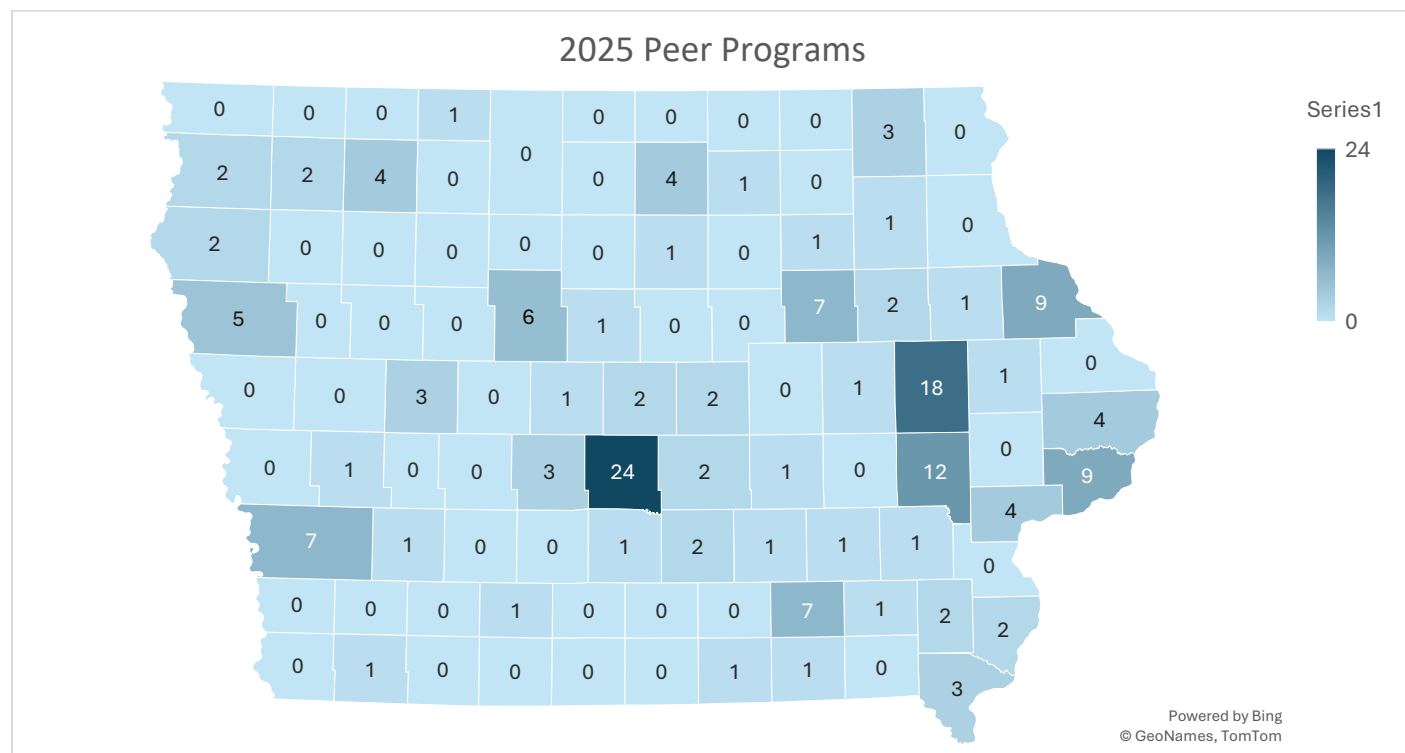 2025 Peer Programs
Series1
24
0
0 0 0 1 0 0 0 0 0 3 0
2 2 4 0 0 4 1 0
2 0 0 0 0 0 1 0 1 1 0
5 0 0 0 6 1 0 0 7 2 1 9
0 0 3 0 1 2 2 0 1 18 1 0
4
0 1 0 0 3 24 2 1 0 12 0 9
4
7 1 0 0 1 2 1 1 1 0
0 0 0 1 0 0 0 7 1 2 2
0 1 0 0 0 0 1 1 0 3
Powered by Bing
© GeoNames, TomTom